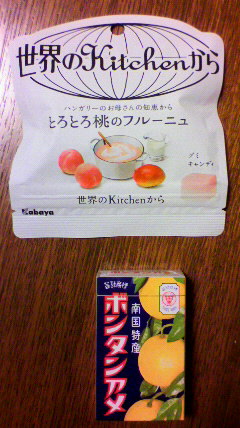 世界のKitchenから
ハンガリーのお母さんの知恵から
とろとろ桃のフルーニュ
グミ
キャンディ
世界のKitchenから
Kabaya
南国特産
ボンタンアメ